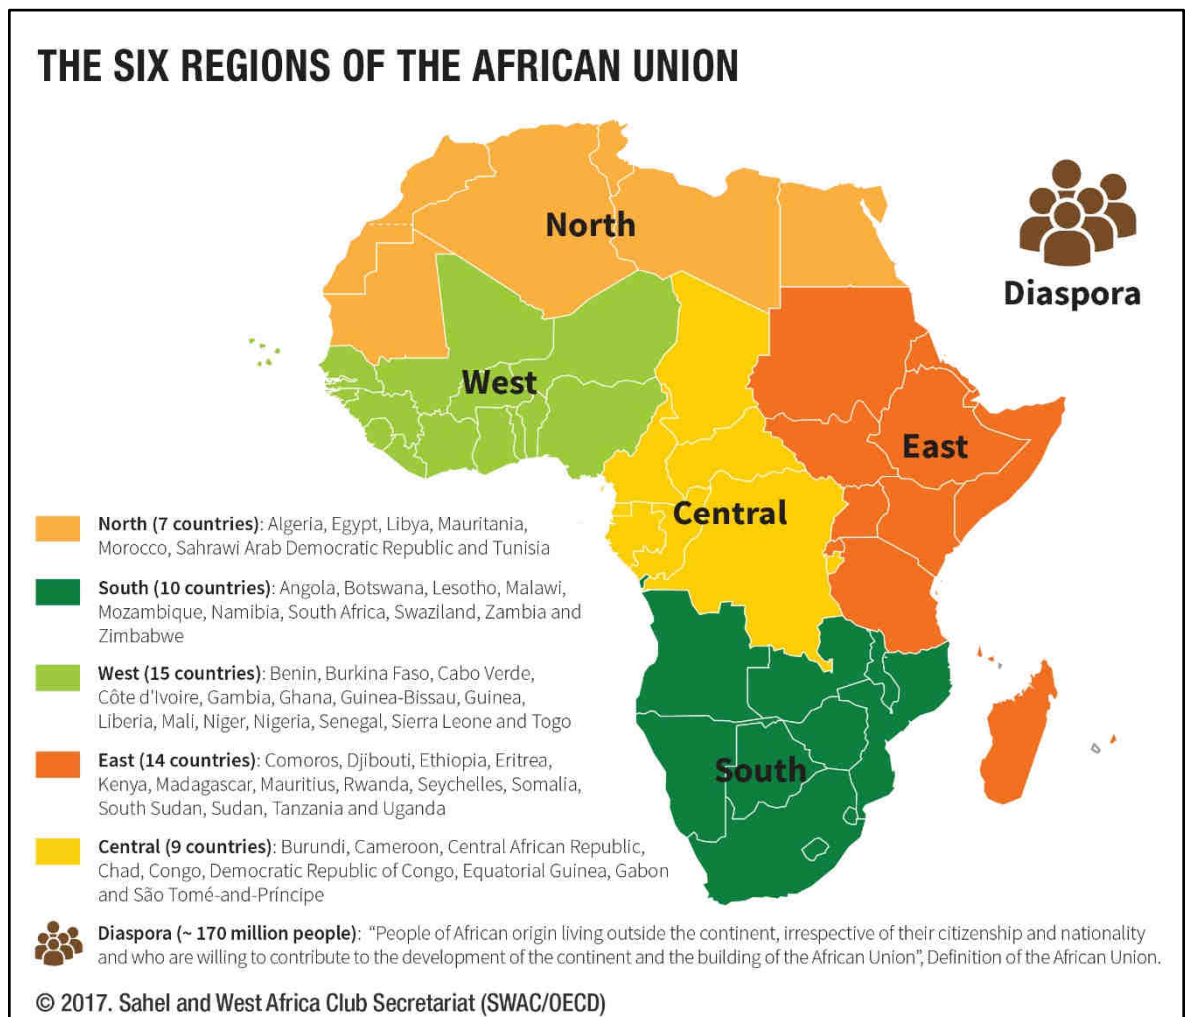 THE SIX REGIONS OF THE AFRICAN UNION
North
Diaspora
West
East
Central
South
North (7 countries): Algeria, Egypt, Libya, Mauritania,
Morocco, Sahrawi Arab Democratic Republic and Tunisia
South (10 countries): Angola, Botswana, Lesotho, Malawi,
Mozambique, Namibia, South Africa, Swaziland, Zambia and
Zimbabwe
West (15 countries): Benin, Burkina Faso, Cabo Verde,
Côte d'Ivoire, Gambia, Ghana, Guinea-Bissau, Guinea,
Liberia, Mali, Niger, Nigeria, Senegal, Sierra Leone and Togo
East (14 countries): Comoros, Djibouti, Ethiopia, Eritrea,
Kenya, Madagascar, Mauritius, Rwanda, Seychelles, Somalia,
South Sudan, Sudan, Tanzania and Uganda
Central (9 countries): Burundi, Cameroon, Central African Republic,
Chad, Congo, Democratic Republic of Congo, Equatorial Guinea, Gabon
and São Tomé-and-Príncipe
Diaspora (~ 170 million people): “People of African origin living outside the continent, irrespective of their citizenship and nationality
and who are willing to contribute to the development of the continent and the building of the African Union”, Definition of the African Union.
© 2017. Sahel and West Africa Club Secretariat (SWAC/OECD)